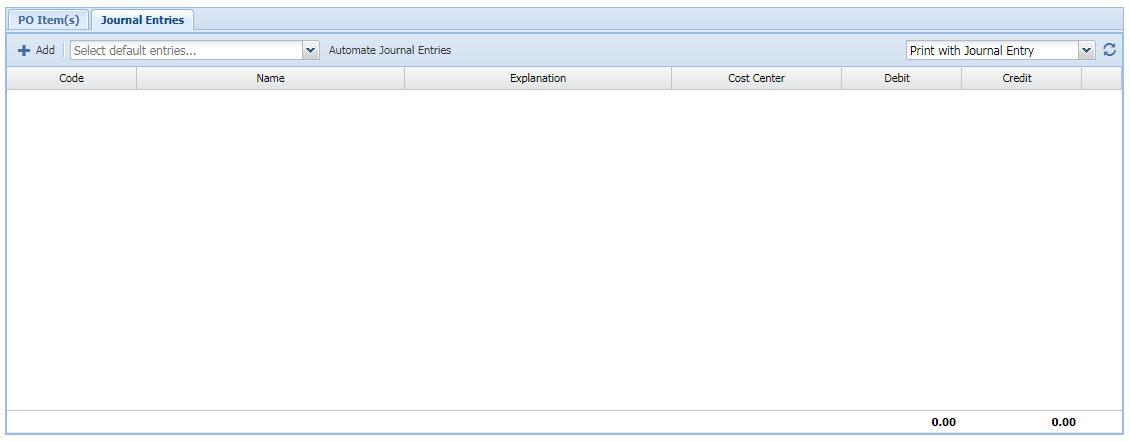 PO Item(s) Journal Entries
Add Select default entries... Automate Journal Entries Print with Journal Entry
Code Name Explanation Cost Center Debit Credit
0.00 0.00